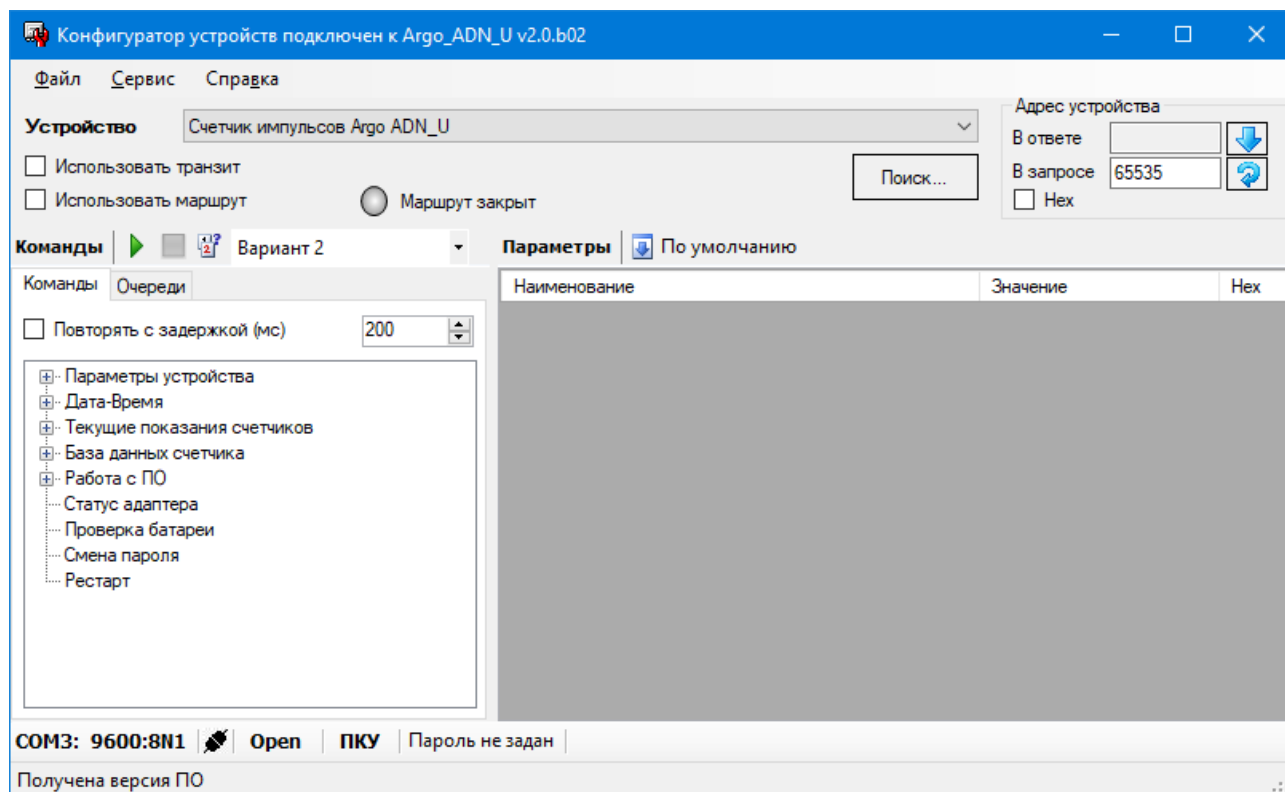 Конфигуратор устройств подключен к Argo_ADN_U v2.0.b02
Файл Сервис Справка
Устройство Счетчик импульсов Argo ADN_U
Адрес устройства
В ответе
Использовать транзит
Поиск...
В запросе 65535
Использовать маршрут Маршрут закрыт
Hex
Команды Вариант 2 Параметры По умолчанию
Команды Очереди
Наименование Значение Hex
Повторять с задержкой (мс) 200
Параметры устройства
Дата-Время
Текущие показания счетчиков
База данных счетчика
Работа с ПО
Статус адаптера
Проверка батареи
Смена пароля
Рестарт
COM3: 9600:8N1 Open ПКУ Пароль не задан
Получена версия ПО